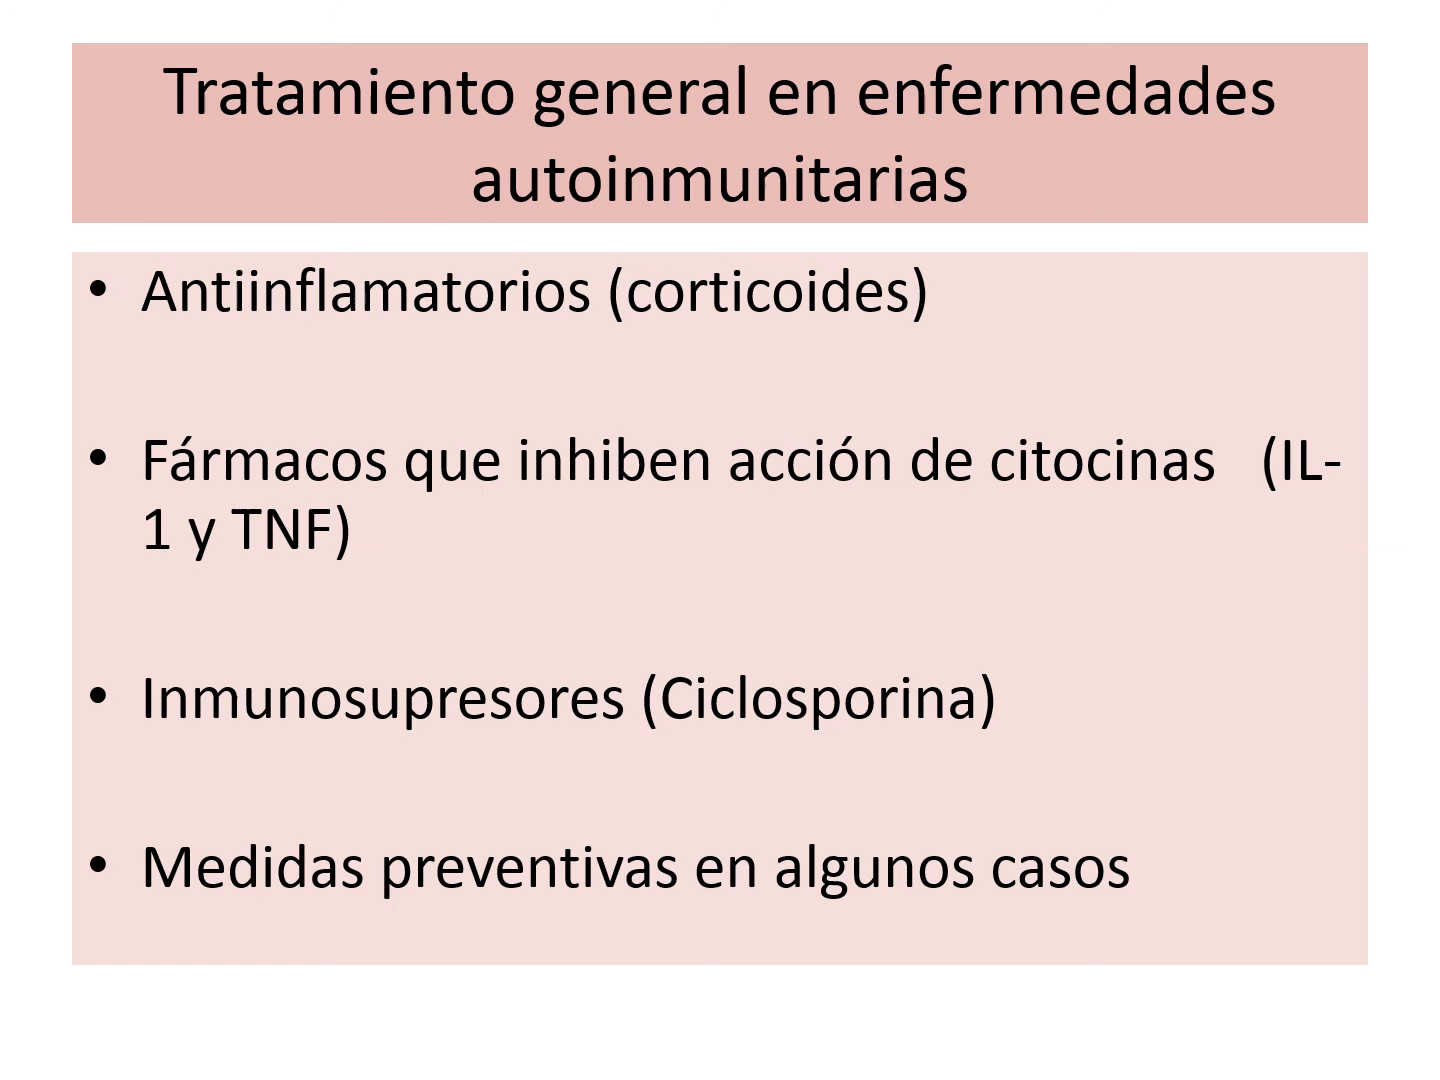 Tratamiento general en enfermedades
autoinmunitarias
• Antiinflamatorios (corticoides)
• Fármacos que inhiben acción de citocinas (IL-
1 y TNF)
• Inmunosupresores (Ciclosporina)
• Medidas preventivas en algunos casos